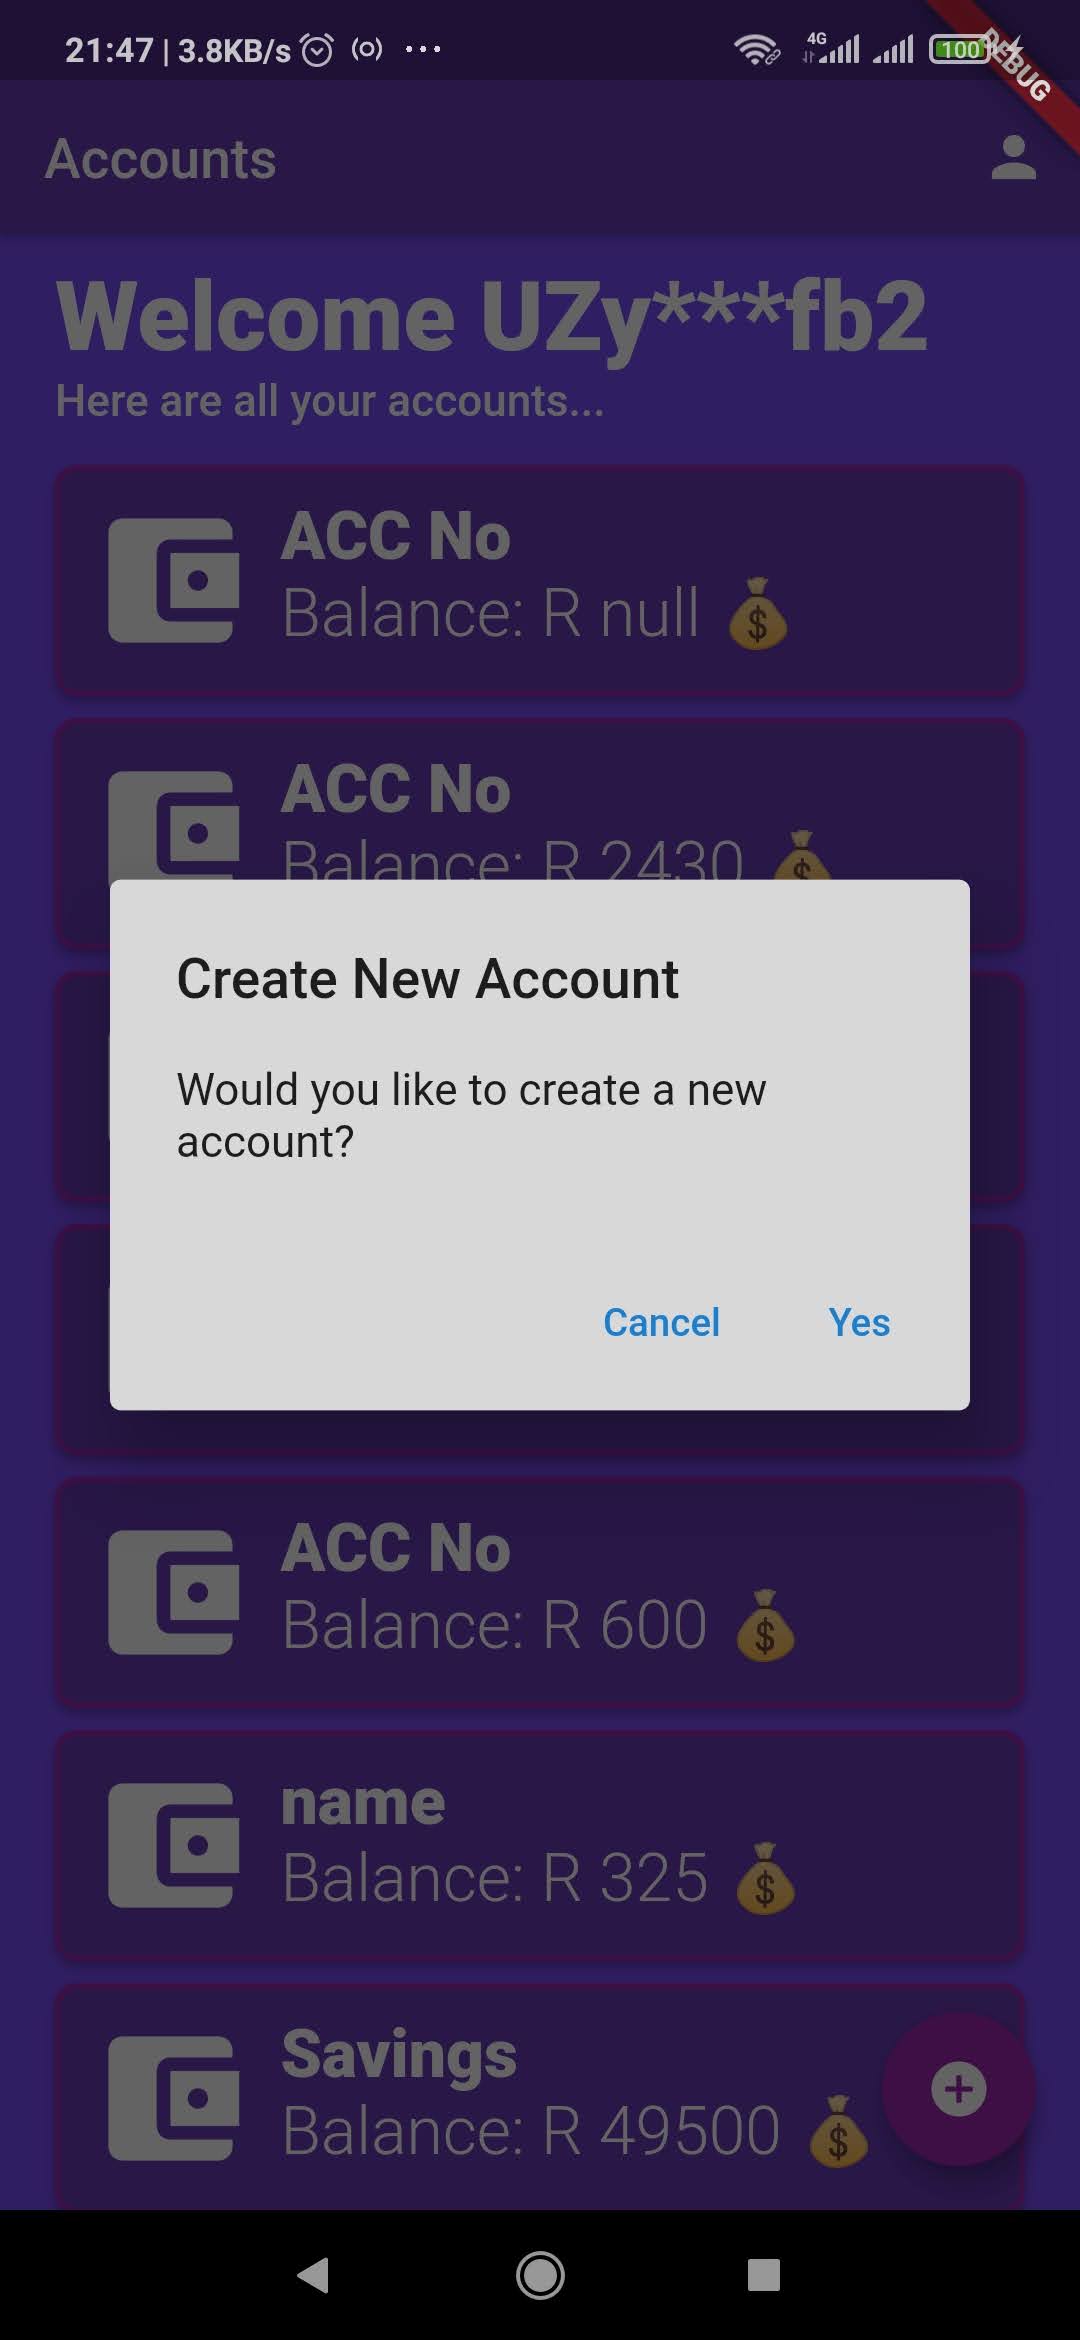 21:47 | 3.8KB/s
4G
100
DEBUG
Accounts
Welcome UZy***fb2
Here are all your accounts...
ACC No
Balance: R null 💰
ACC No
Balance: R 2430 💰
Create New Account
Would you like to create a new
account?
Cancel Yes
ACC No
Balance: R 600 💰
name
Balance: R 325 💰
Savings
Balance: R 49500 💰